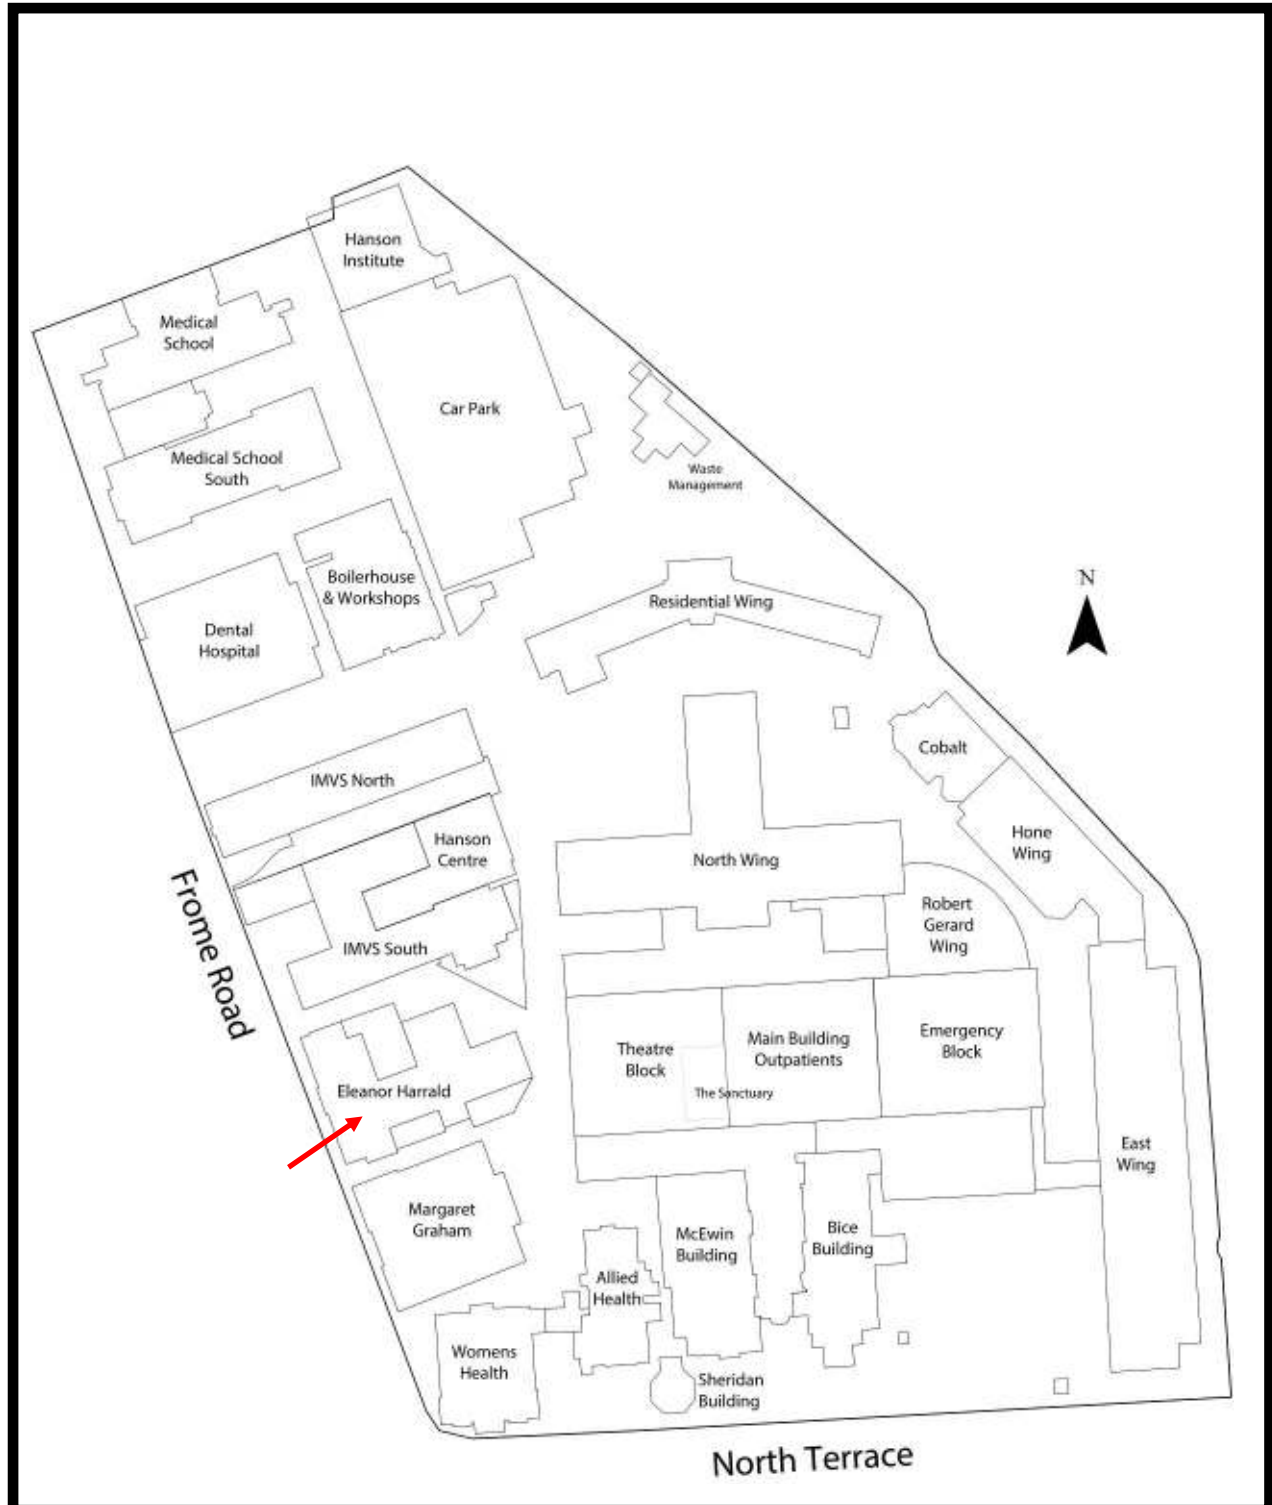 Hanson
Institute
Medical
School
Car Park
Medical School
South
Waste
Management
N
Boilerhouse
& Workshops
Residential Wing
Dental
Hospital
Cobalt
IMVS North
Hanson
Centre
Hone
Wing
North Wing
Robert
Gerard
Wing
IMVS South
Frome Road
Theatre
Block
Main Building
Outpatients
Emergency
Block
Eleanor Harrald
The Sanctuary
East
Wing
Margaret
Graham
McEwin
Building
Bice
Building
Allied
Health
Womens
Health
Sheridan
Building
North Terrace